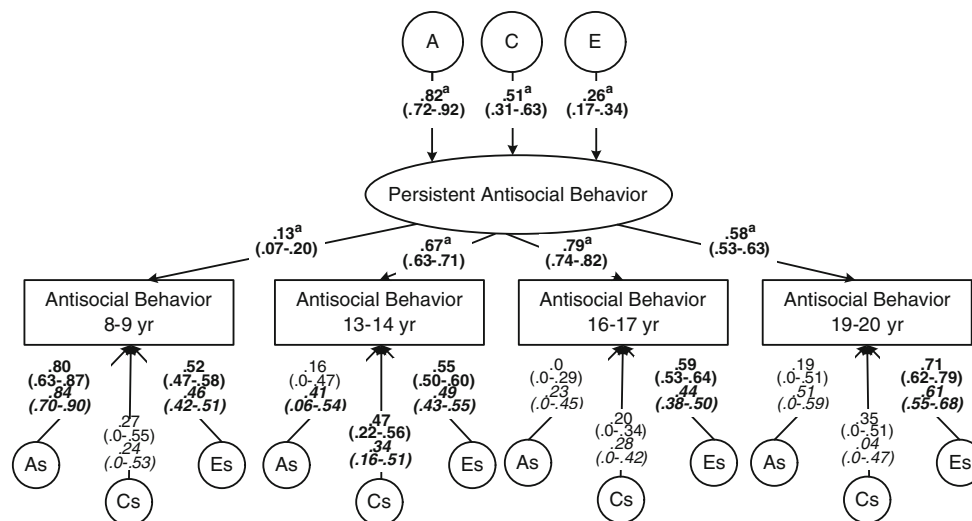 A C E
.82a .51a .26a
(.72-.92) (.31-.63) (.17-.34)
Persistent Antisocial Behavior
.13a
(.07-.20)
.67a
(.63-.71)
.79a
(.74-.82)
.58a
(.53-.63)
Antisocial Behavior
8-9 yr
Antisocial Behavior
13-14 yr
Antisocial Behavior
16-17 yr
Antisocial Behavior
19-20 yr
.80
(.63-.87)
.84
(.70-.90)
.27
(.0-.55)
.24
(.0-.53)
.52
(.47-.58)
.46
(.42-.51)
As
Cs
Es
.16
(.0-.47)
.41
(.06-.54)
.47
(.22-.56)
.34
(.16-.51)
.55
(.50-.60)
.49
(.43-.55)
As
Cs
Es
.0
(.0-.29)
.23
(.0-.45)
.20
(.0-.34)
.28
(.0-.42)
.59
(.53-.64)
.44
(.38-.50)
As
Cs
Es
.19
(.0-.51)
.51
(.0-.59)
.35
(.0-.51)
.04
(.0-.47)
.71
(.62-.79)
.61
(.55-.68)
As
Cs
Es